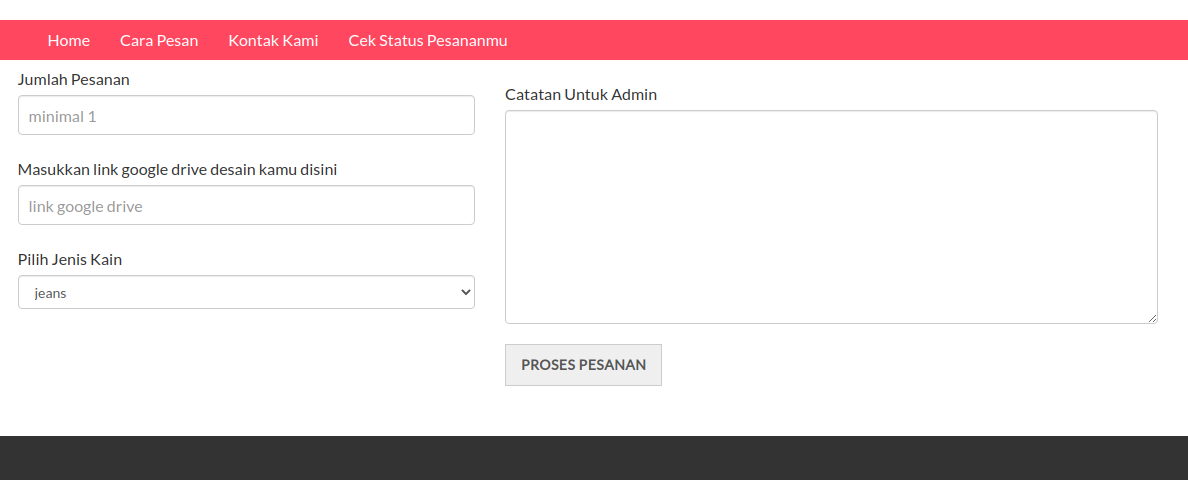 Home Cara Pesan Kontak Kami Cek Status Pesananmu
Jumlah Pesanan
minimal 1
Masukkan link google drive desain kamu disini
link google drive
Pilih Jenis Kain
jeans
Catatan Untuk Admin
PROSES PESANAN